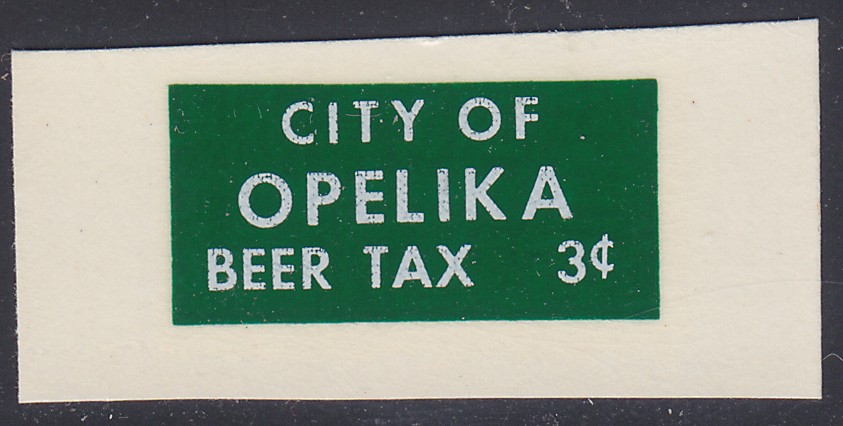 CITY OF
OPELIKA
BEER TAX 3¢